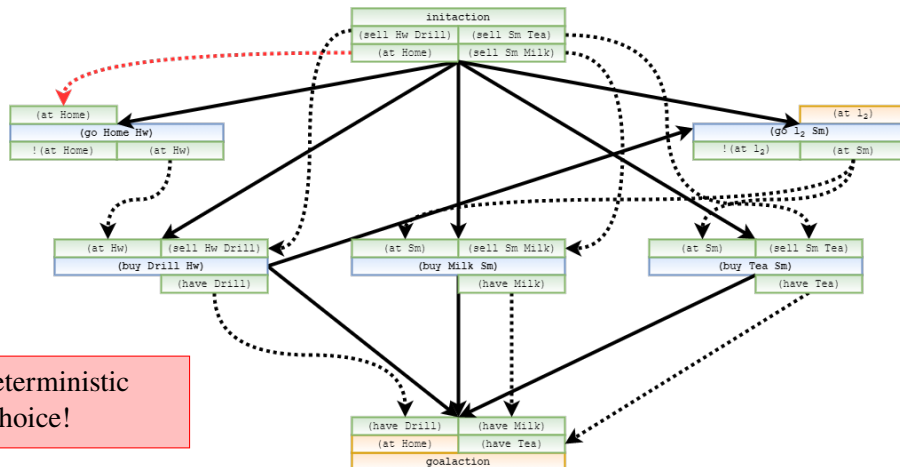 initaction
(sell Hw Drill) (sell Sm Tea)
(at Home) (sell Sm Milk)
(at Home)
(go Home Hw)
!(at Home) (at Hw)
(at l₂)
(go l₂ Sm)
!(at l₂) (at Sm)
(at Hw) (sell Hw Drill)
(buy Drill Hw)
(have Drill)
(at Sm) (sell Sm Milk)
(buy Milk Sm)
(have Milk)
(at Sm) (sell Sm Tea)
(buy Tea Sm)
(have Tea)
eterministic
hoice!
(have Drill) (have Milk)
(at Home) (have Tea)
goalaction